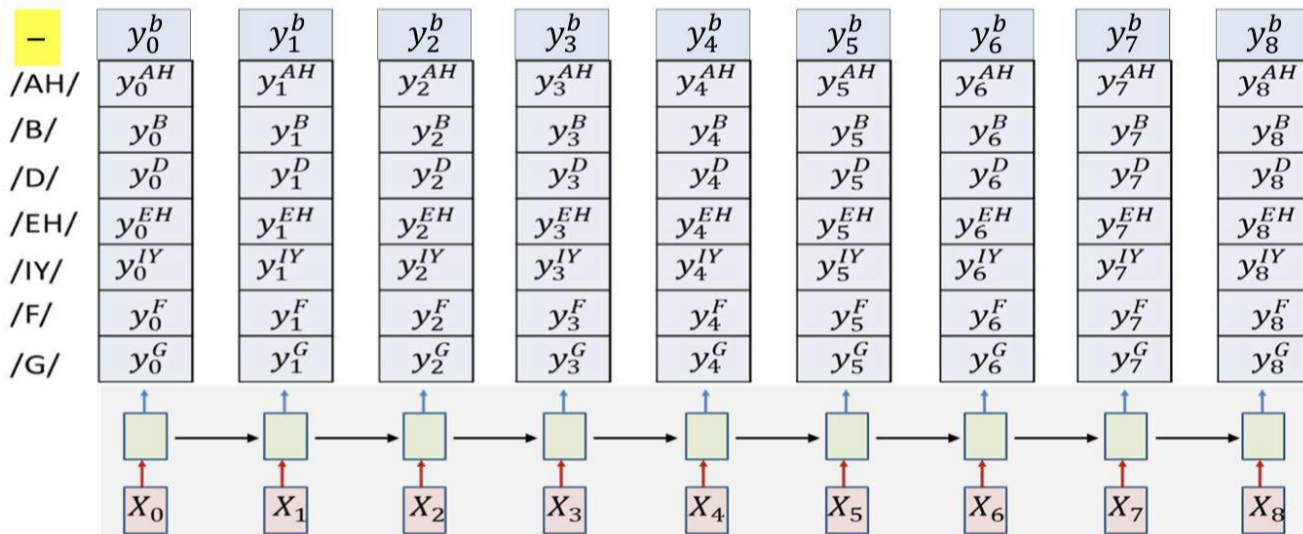 – y_0^b y_1^b y_2^b y_3^b y_4^b y_5^b y_6^b y_7^b y_8^b
/AH/ y_0^{AH} y_1^{AH} y_2^{AH} y_3^{AH} y_4^{AH} y_5^{AH} y_6^{AH} y_7^{AH} y_8^{AH}
/B/ y_0^B y_1^B y_2^B y_3^B y_4^B y_5^B y_6^B y_7^B y_8^B
/D/ y_0^D y_1^D y_2^D y_3^D y_4^D y_5^D y_6^D y_7^D y_8^D
/EH/ y_0^{EH} y_1^{EH} y_2^{EH} y_3^{EH} y_4^{EH} y_5^{EH} y_6^{EH} y_7^{EH} y_8^{EH}
/IY/ y_0^{IY} y_1^{IY} y_2^{IY} y_3^{IY} y_4^{IY} y_5^{IY} y_6^{IY} y_7^{IY} y_8^{IY}
/F/ y_0^F y_1^F y_2^F y_3^F y_4^F y_5^F y_6^F y_7^F y_8^F
/G/ y_0^G y_1^G y_2^G y_3^G y_4^G y_5^G y_6^G y_7^G y_8^G
X_0 X_1 X_2 X_3 X_4 X_5 X_6 X_7 X_8